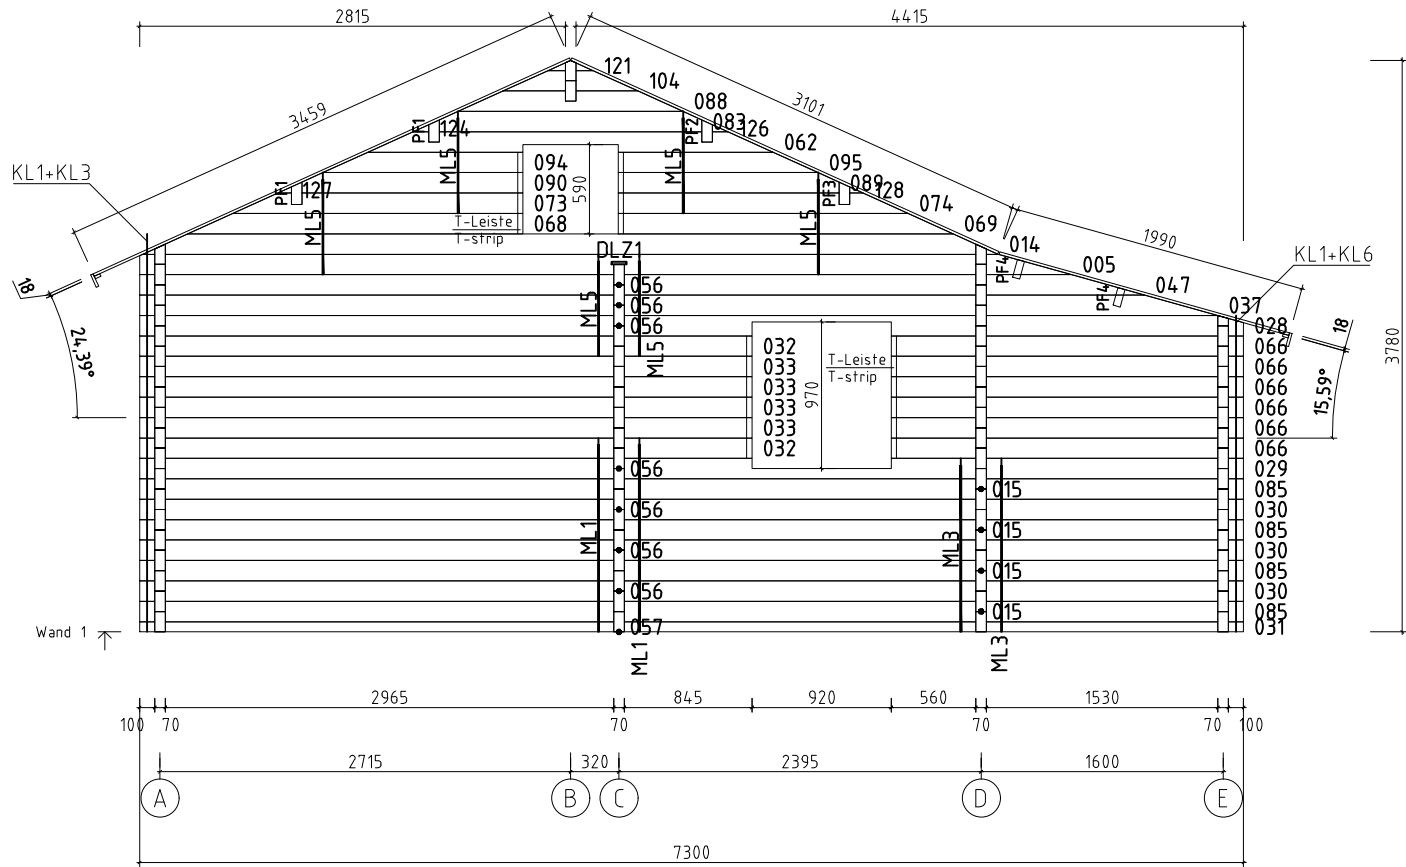 2815
4415
3459
3101
1990
121
104
088
PF1
124
PF2
083
126
062
ML5
ML5
094
090
073
068
590
095
KL1+KL3
PF1
127
PF3
089
128
ML5
ML5
074
T-Leiste
T-strip
069
DLZ1
014
PF4
005
PF4
047
KL1+KL6
037
18
24,39°
ML5
056
056
056
ML5
032
033
033
033
033
032
970
T-Leiste
T-strip
028
066
066
066
066
066
066
029
085
030
085
030
085
030
085
031
18
15,59°
3780
ML1
056
056
056
056
057
ML1
ML3
015
015
015
015
ML3
Wand 1
2965
845
920
560
1530
100
70
70
70
70
100
2715
320
2395
1600
A
B
C
D
E
7300